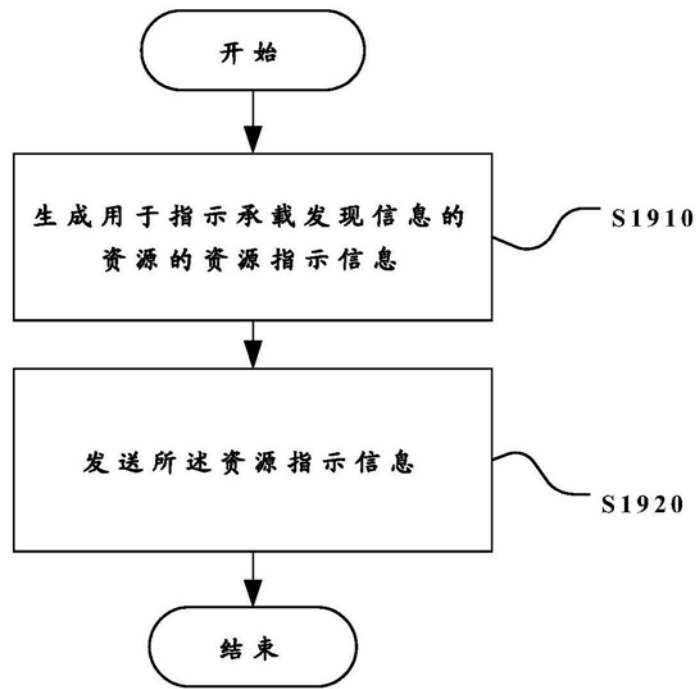 开始
生成用于指示承载发现信息的
资源的资源指示信息
S1910
发送所述资源指示信息
S1920
结束